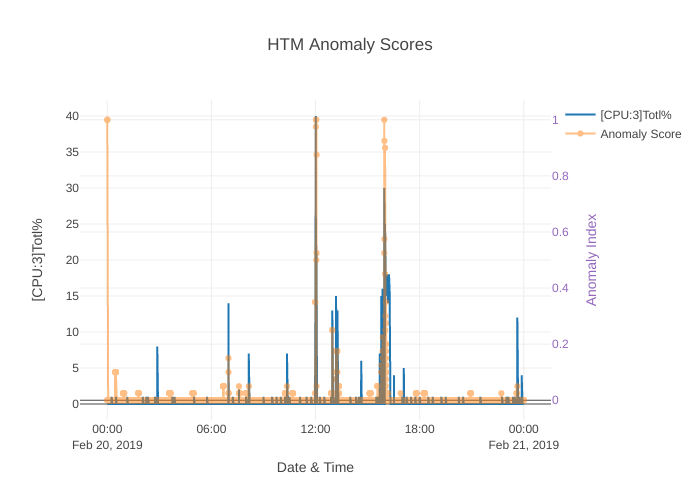 HTM Anomaly Scores
[CPU:3]Totl%
Anomaly Score
40
35
30
25
20
15
10
5
0
1
0.8
0.6
0.4
0.2
0
[CPU:3]Totl%
Anomaly Index
00:00
06:00
12:00
18:00
00:00
Feb 20, 2019
Feb 21, 2019
Date & Time